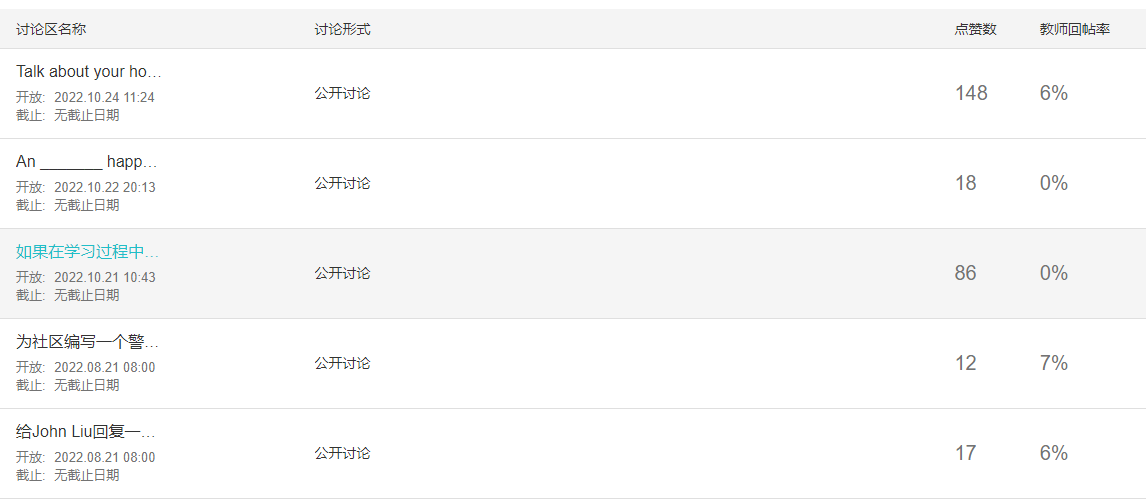 讨论区名称 讨论形式 点赞数 教师回帖率
Talk about your ho...
开放: 2022.10.24 11:24
截止: 无截止日期
公开讨论 148 6%
An _______ happ...
开放: 2022.10.22 20:13
截止: 无截止日期
公开讨论 18 0%
如果在学习过程中...
开放: 2022.10.21 10:43
截止: 无截止日期
公开讨论 86 0%
为社区编写一个警...
开放: 2022.08.21 08:00
截止: 无截止日期
公开讨论 12 7%
给John Liu回复一...
开放: 2022.08.21 08:00
截止: 无截止日期
公开讨论 17 6%